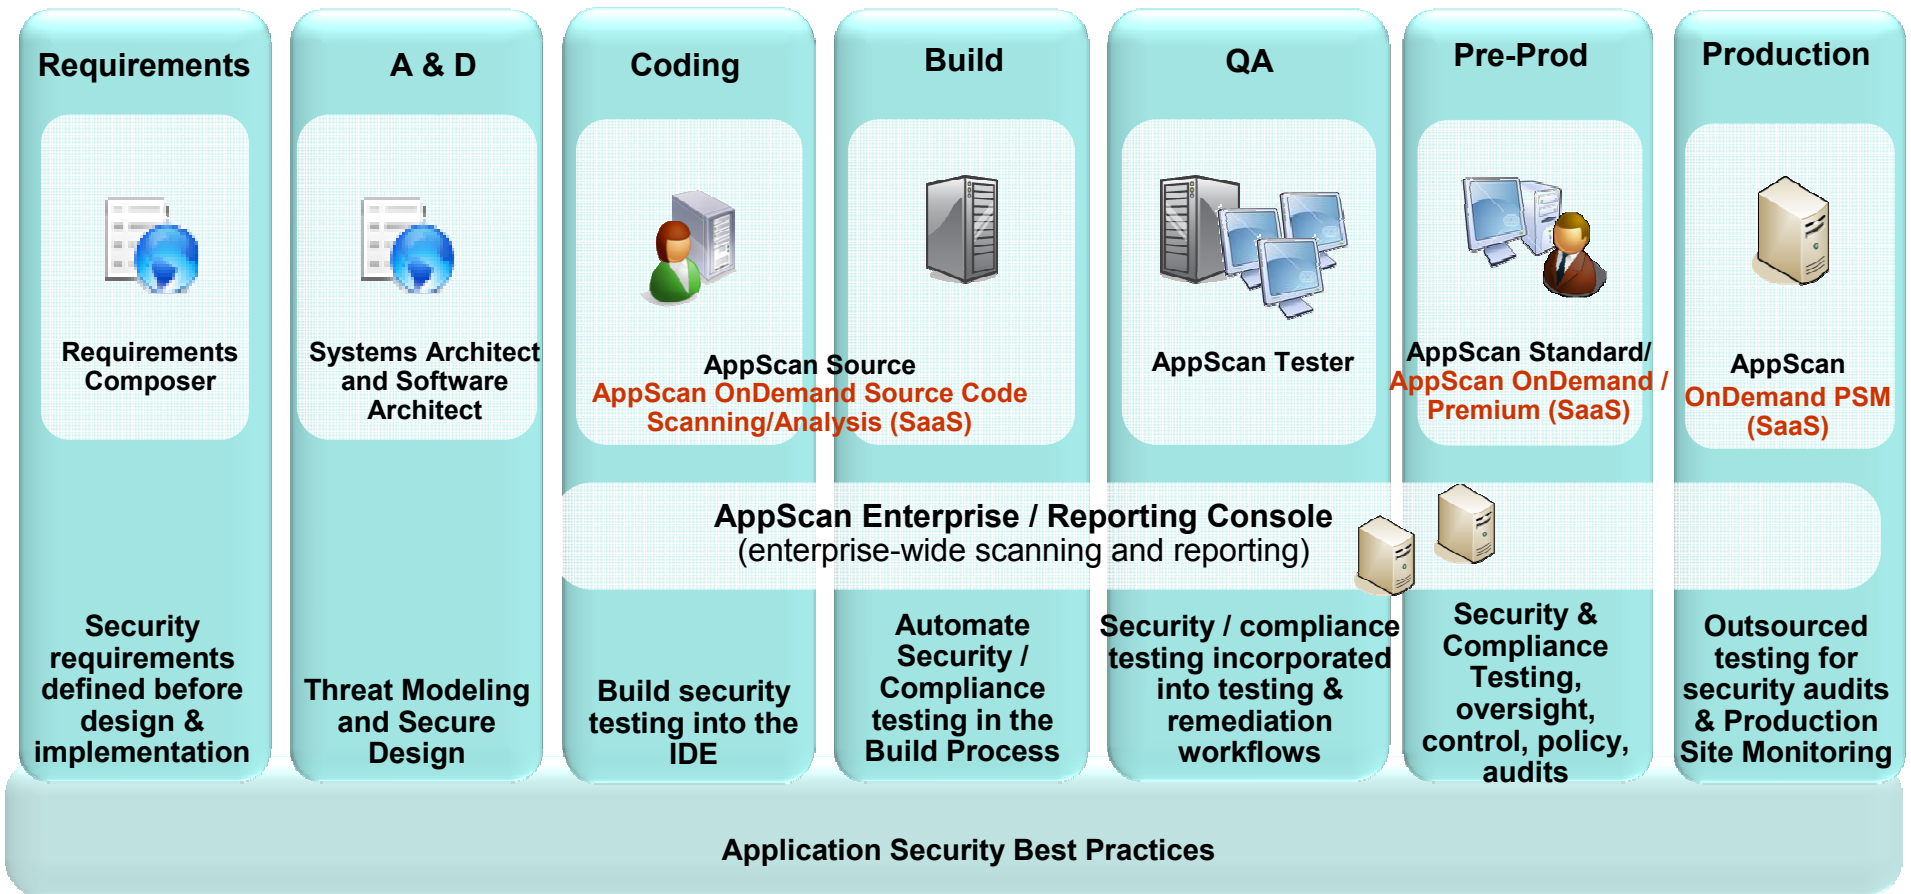 Requirements
A & D
Coding
Build
QA
Pre-Prod
Production
Requirements
Composer
Systems Architect
and Software
Architect
AppScan Source
AppScan OnDemand Source Code
Scanning/Analysis (SaaS)
AppScan Tester
AppScan Standard/
AppScan OnDemand /
Premium (SaaS)
AppScan
OnDemand PSM
(SaaS)
AppScan Enterprise / Reporting Console
(enterprise-wide scanning and reporting)
Security
requirements
defined before
design &
implementation
Threat Modeling
and Secure
Design
Build security
testing into the
IDE
Automate
Security /
Compliance
testing in the
Build Process
Security / compliance
testing incorporated
into testing &
remediation
workflows
Security &
Compliance
Testing,
oversight,
control, policy,
audits
Outsourced
testing for
security audits
& Production
Site Monitoring
Application Security Best Practices